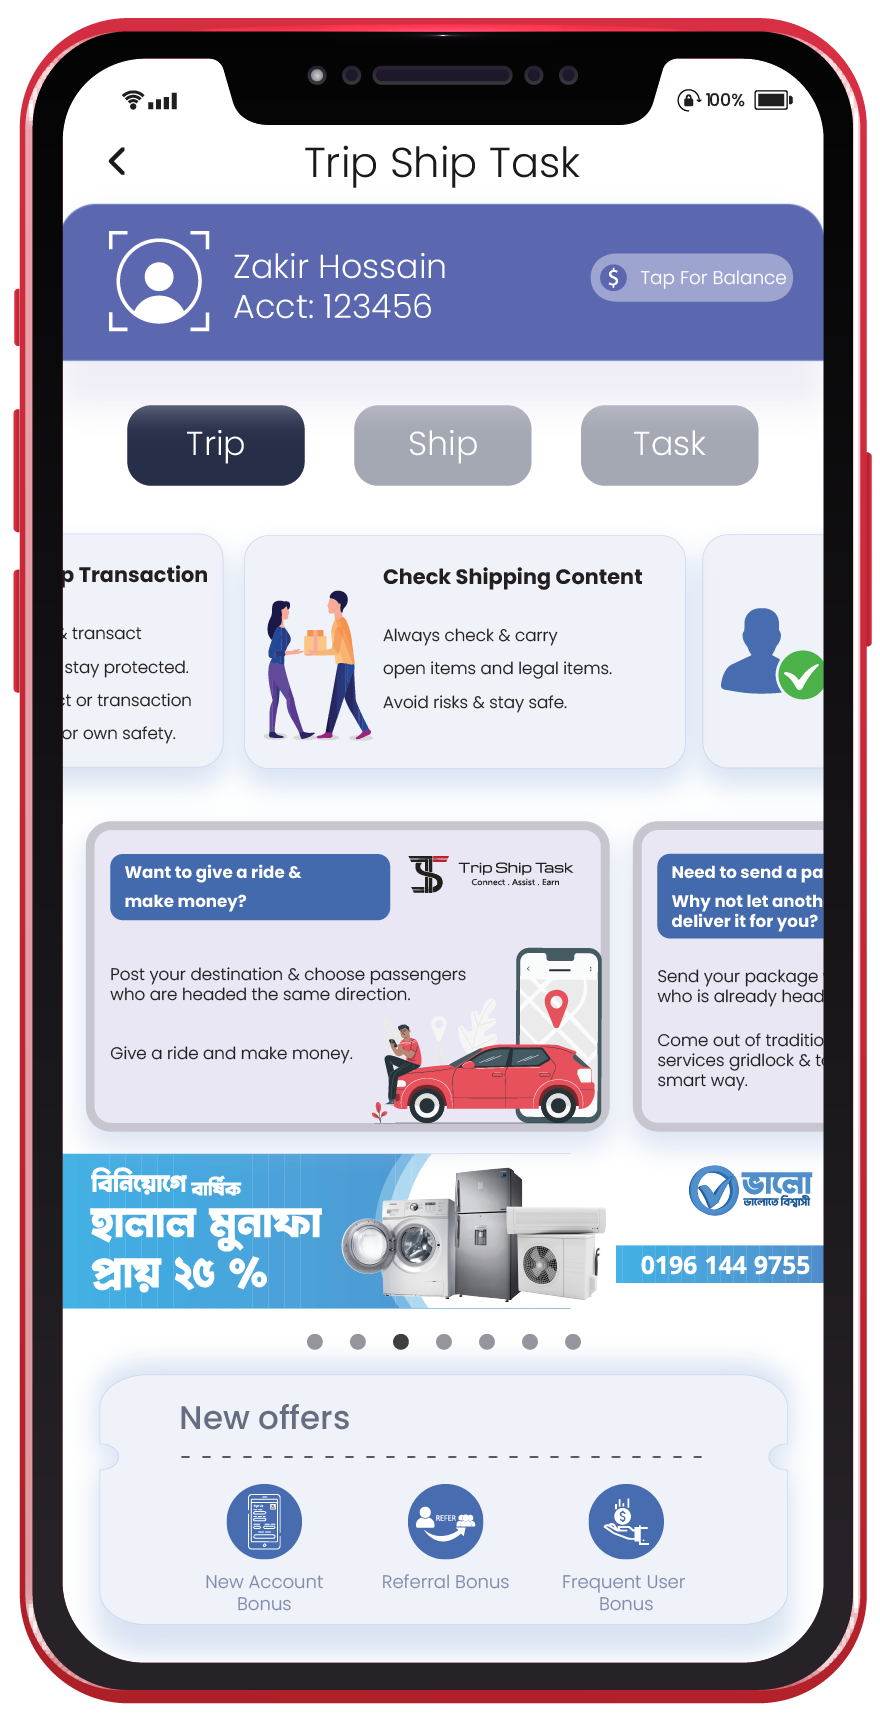 100%
Trip Ship Task
Zakir Hossain
Acct: 123456
$ Tap For Balance
Trip
Ship
Task
p Transaction
& transact
stay protected.
ct or transaction
or own safety.
Check Shipping Content
Always check & carry
open items and legal items.
Avoid risks & stay safe.
Want to give a ride &
make money?
Trip Ship Task
Connect . Assist . Earn
Post your destination & choose passengers
who are headed the same direction.
Give a ride and make money.
Need to send a pa
Why not let anoth
deliver it for you?
Send your package
who is already head
Come out of traditio
services gridlock & t
smart way.
বিনিয়োগে বার্ষিক
হালাল মুনাফা
প্রায় ২৫ %
ভালো
ভালোতে বিশ্বাসী
0196 144 9755
New offers
REFER
$
New Account
Bonus
Referral Bonus
Frequent User
Bonus